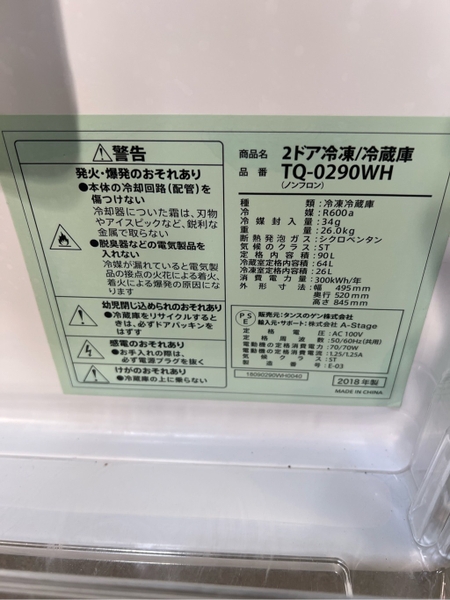 ⚠警告
発火・爆発のおそれあり
●本体の冷却回路(配管)を
傷つけない
冷却器についた霜は、刃物
やアイスピックなど、鋭利な
金属で取らない
●脱臭器などの電気製品を
入れない
冷媒が漏れていると電気製
品の接点の火花による着火、
着火の原因になります。
幼児閉じ込められのおそれあり
●冷蔵庫をリサイクルするとき
は、必ずドアパッキンをはずす
感電のおそれあり
●お手入れの際は、
必ず電源プラグを抜く
けがのおそれあり
●冷蔵庫の上に乗らない
商品名 2ドア冷凍/冷蔵庫
品番 TQ-0290WH
(ノンフロン)
種類:冷凍冷蔵庫
冷媒:R600a
冷媒封入量:34g
重量:26.0kg
断熱発泡ガス:シクロペンタン
気候のクラス:ST
定格内容積:90L
冷蔵室定格内容積:64L
冷凍室定格内容積:26L
消費電力量:300kWh/年
外形寸法:幅 495mm
奥行 520mm
高さ 845mm
PSE
販売元:タンスのゲン株式会社
輸入元・サポート:株式会社 A-Stage
定格電圧:AC 100V
定格周波数:50/60Hz(共用)
電動機の定格消費電力:70/70W
電動機の定格消費電流:1.25/1.25A
気候クラス:ST
製造番号:E-03
18090290WH0040
2018年製
MADE IN CHINA